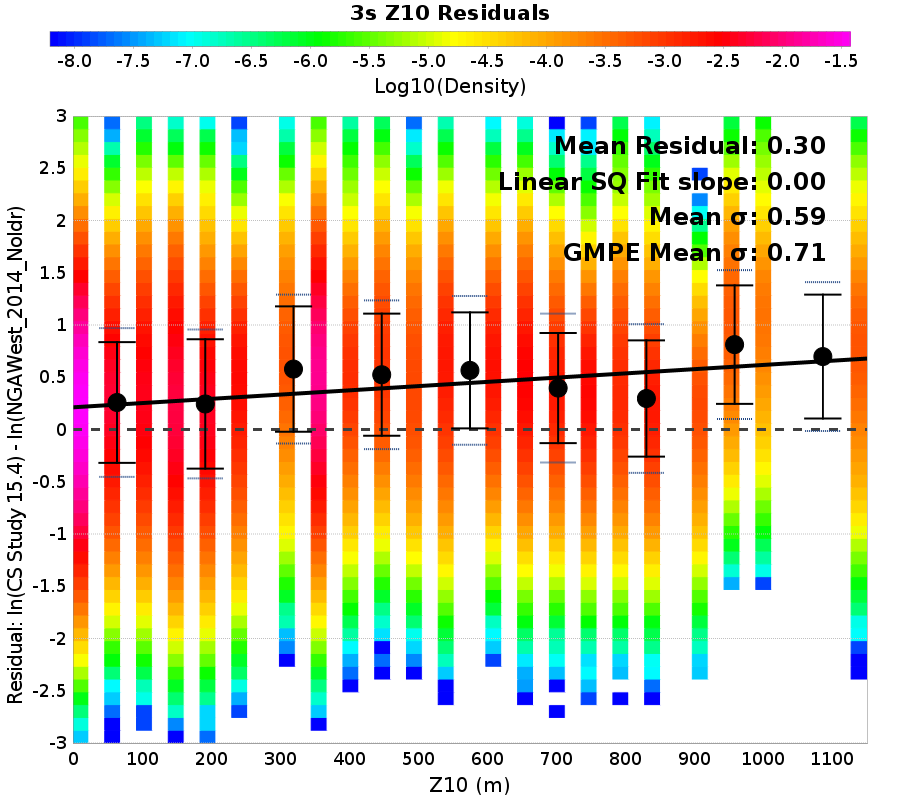 3s Z10 Residuals
-8.0 -7.5 -7.0 -6.5 -6.0 -5.5 -5.0 -4.5 -4.0 -3.5 -3.0 -2.5 -2.0 -1.5
Log10(Density)
Mean Residual: 0.30
Linear SQ Fit slope: 0.00
Mean σ: 0.59
GMPE Mean σ: 0.71
Residual: ln(CS Study 15.4) - ln(NGAWest_2014_NoIdr)
3
2.5
2
1.5
1
0.5
0
-0.5
-1
-1.5
-2
-2.5
-3
0 100 200 300 400 500 600 700 800 900 1000 1100
Z10 (m)